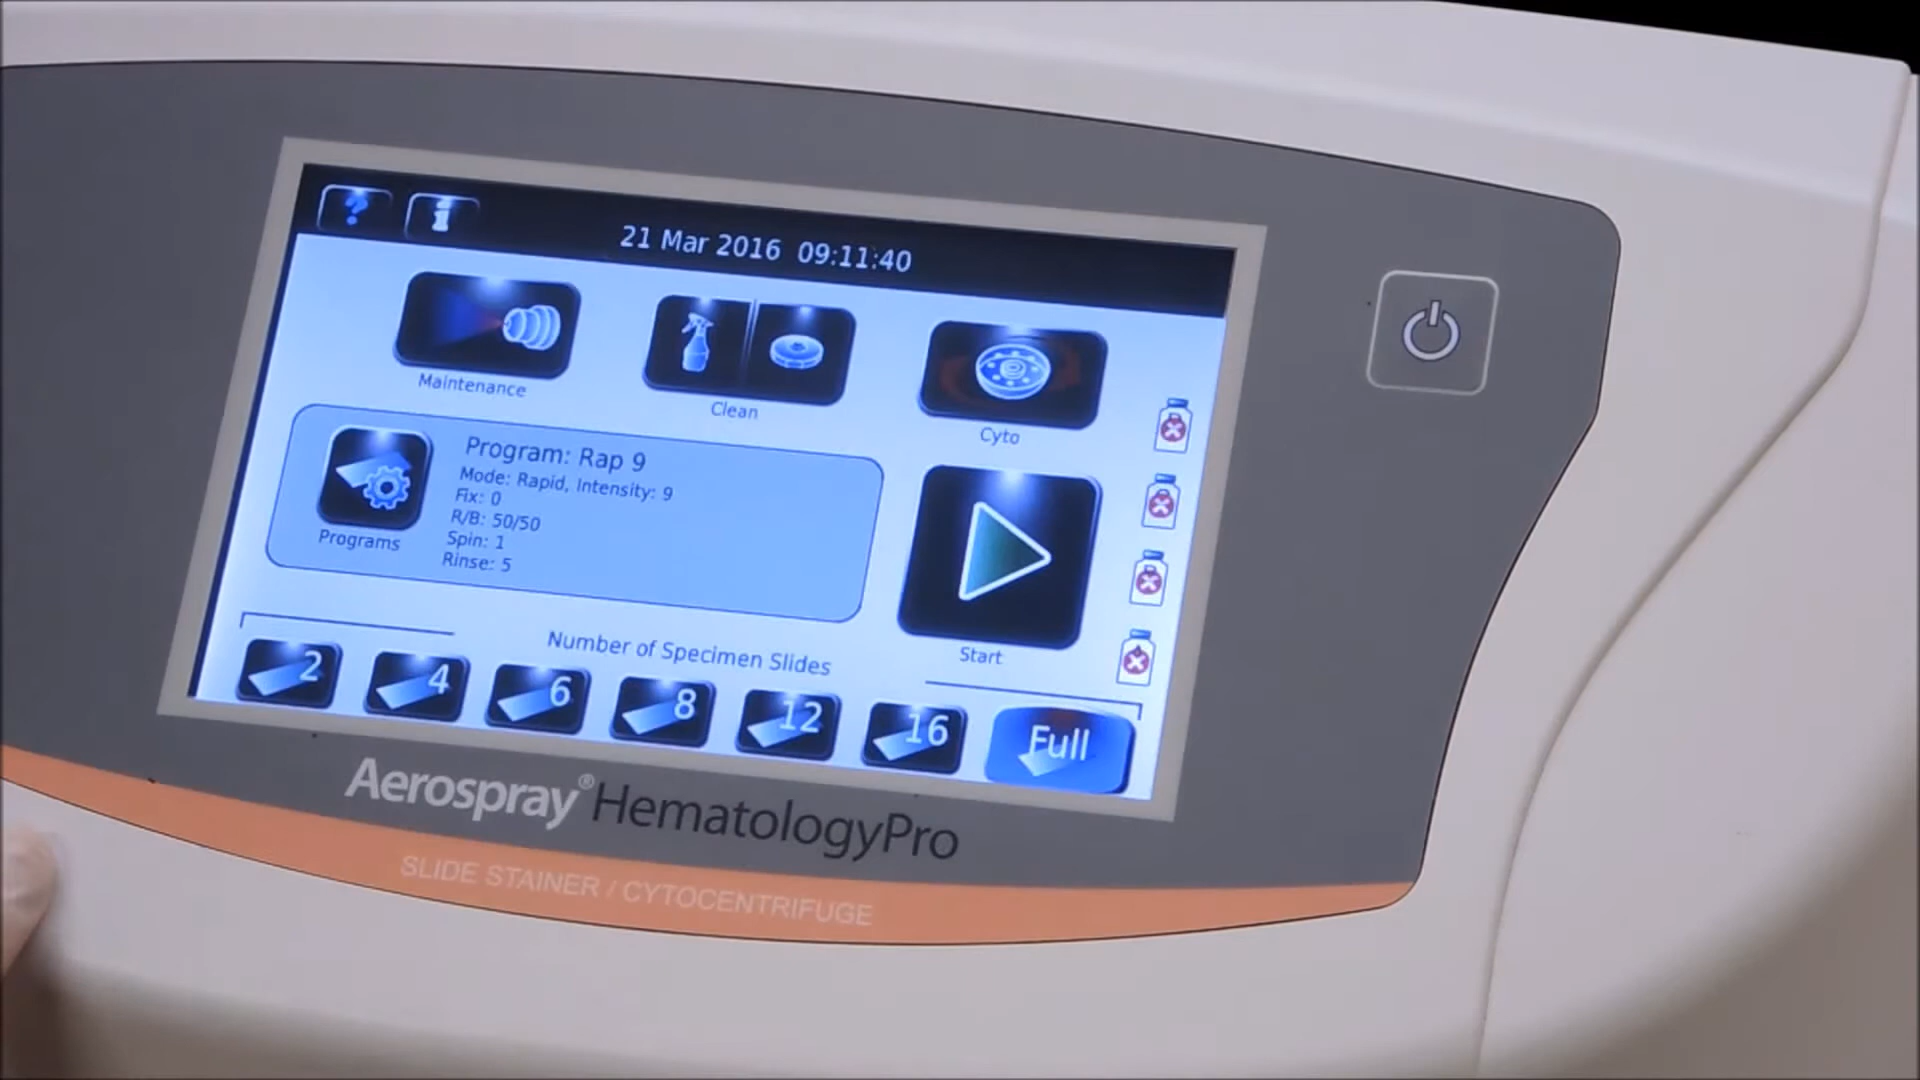 ?
i
21 Mar 2016 09:11:40
Maintenance
Clean
Cyto
Program: Rap 9
Mode: Rapid, Intensity: 9
Fix: 0
R/B: 50/50
Spin: 1
Rinse: 5
Programs
Start
Number of Specimen Slides
2 4 6 8 12 16 Full
Aerospray® HematologyPro
SLIDE STAINER / CYTOCENTRIFUGE